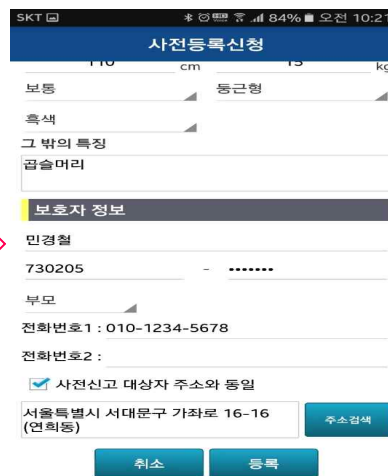 SKT 84% 오전 10:21
사전등록신청
110 cm 15 kg
보통 둥근형
흑색
그 밖의 특징
곱슬머리
보호자 정보
민경철
730205 - •••••••
부모
전화번호1 : 010-1234-5678
전화번호2 :
사전신고 대상자 주소와 동일
서울특별시 서대문구 가좌로 16-16
(연희동)
주소검색
취소 등록